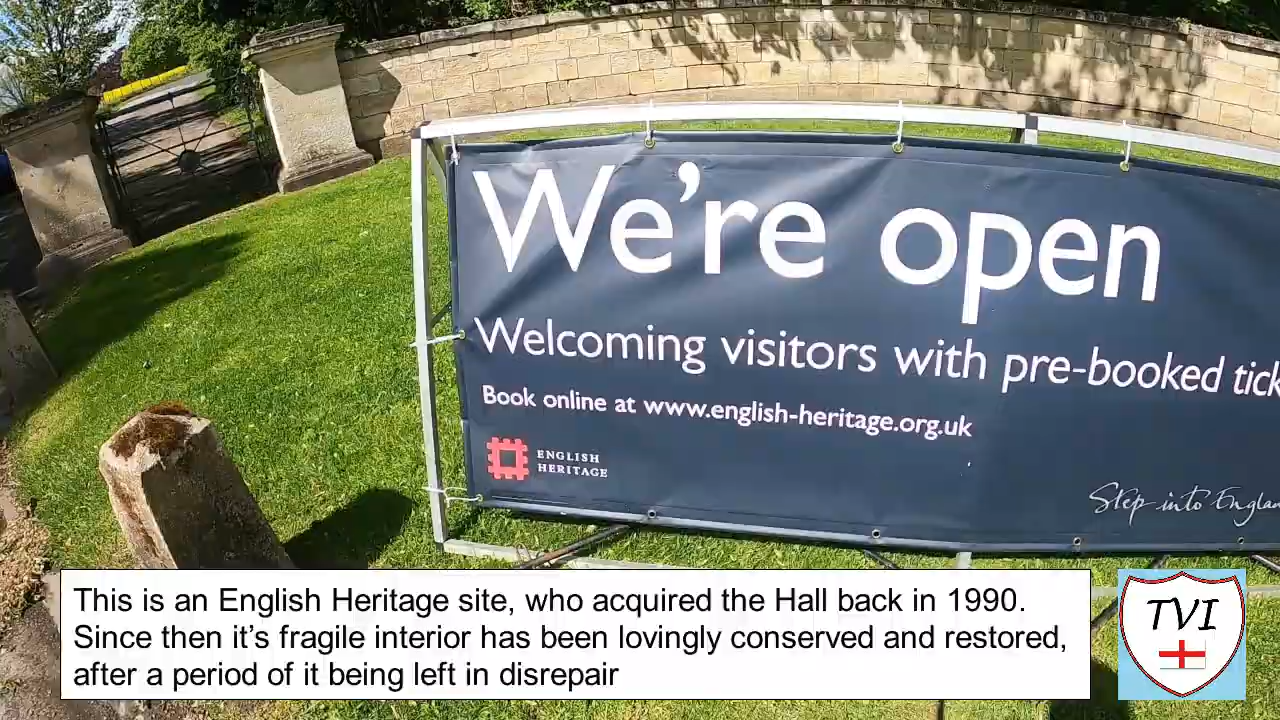 We're open
Welcoming visitors with pre-booked
Book online at www.english-heritage.org.uk
ENGLISH
HERITAGE
Step into
This is an English Heritage site, who acquired the Hall back in 1990.
Since then it's fragile interior has been lovingly conserved and restored,
after a period of it being left in disrepair
TVI